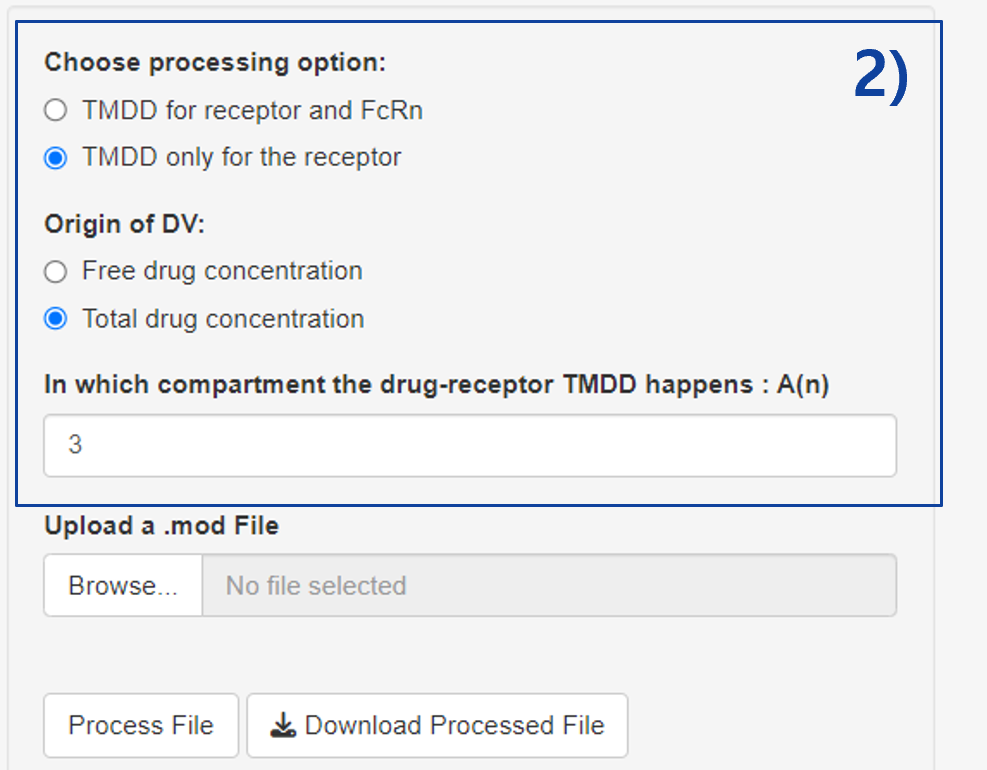 Choose processing option:
2)
TMDD for receptor and FcRn
TMDD only for the receptor
Origin of DV:
Free drug concentration
Total drug concentration
In which compartment the drug-receptor TMDD happens : A(n)
3
Upload a .mod File
Browse... No file selected
Process File Download Processed File